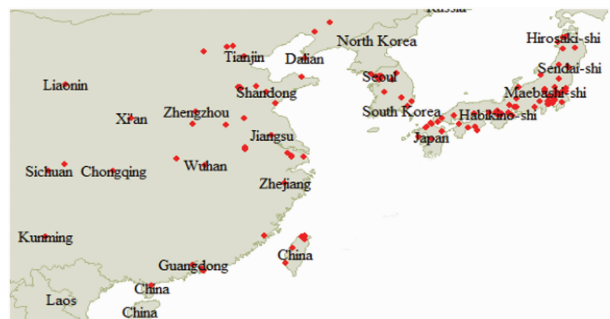 Russia
North Korea
Hirosaki-shi
Tianjin
Dalian
Sendai-shi
Seoul
Liaonin
Shandong
Maebashi-shi
Xi'an
Zhengzhou
South Korea
Habikino-shi
Jiangsu
Japan
Sichuan
Chongqing
Wuhan
Zhejiang
Kunming
China
Guangdong
China
Laos
China